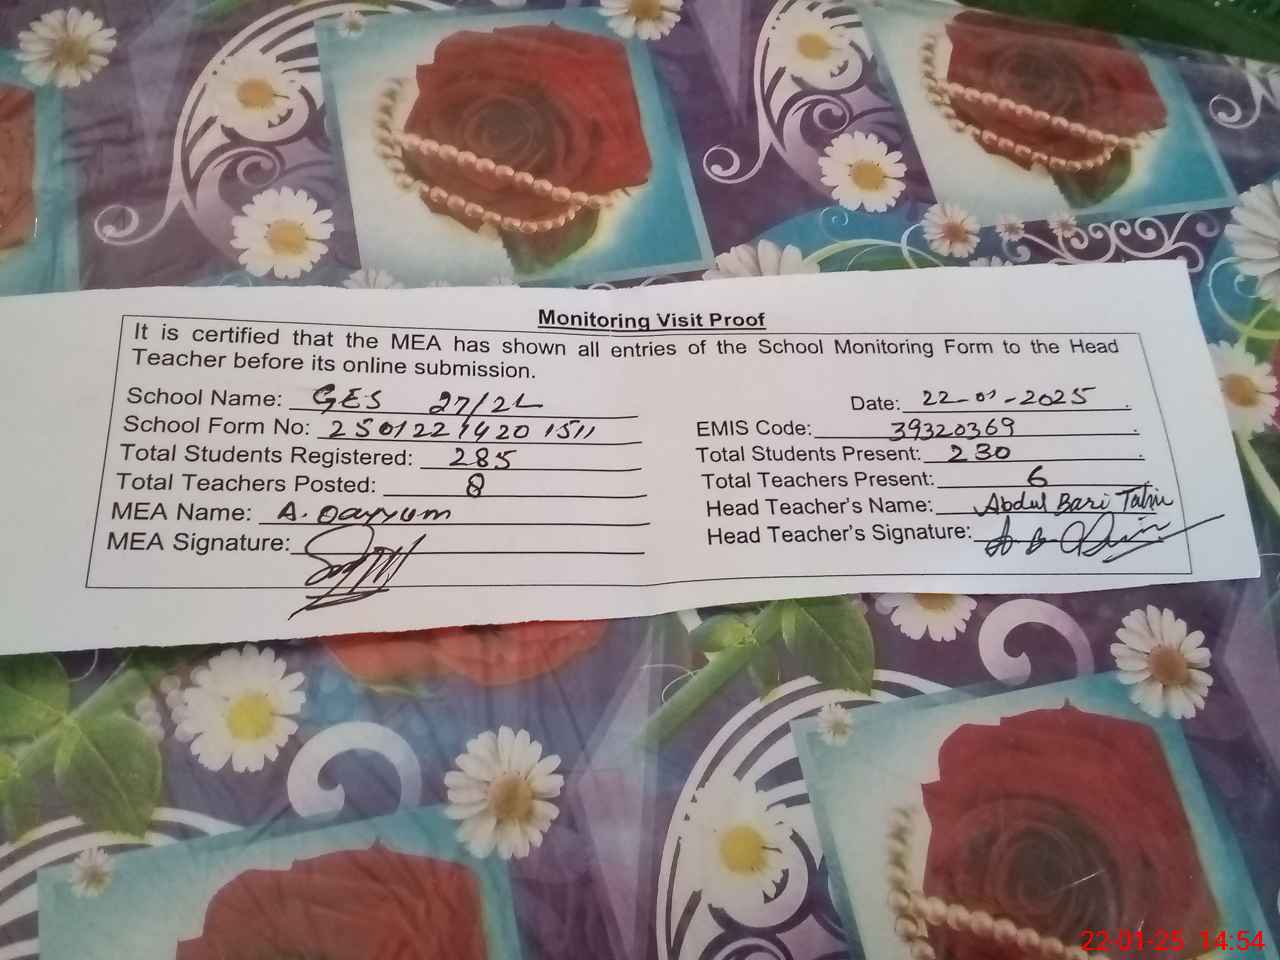 Monitoring Visit Proof
It is certified that the MEA has shown all entries of the School Monitoring Form to the Head
Teacher before its online submission.
School Name: GES 27/2L
Date: 22-01-2025
School Form No: 25012214201511
EMIS Code: 39320369
Total Students Registered: 285
Total Students Present: 230
Total Teachers Posted: 8
Total Teachers Present: 6
MEA Name: A. Qayyum
Head Teacher's Name: Abdul Bari Tahir
MEA Signature:
Head Teacher's Signature:
22-01-25 14:54